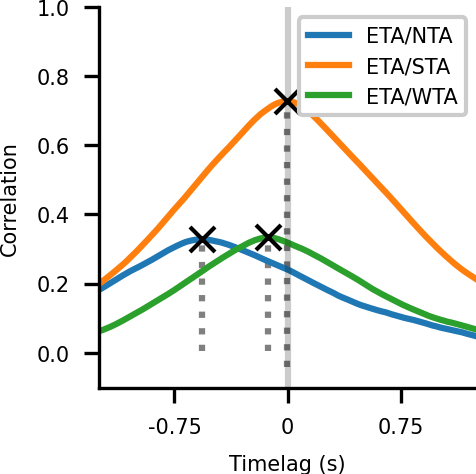 1.0
0.8
0.6
0.4
0.2
0.0
Correlation
ETA/NTA
ETA/STA
ETA/WTA
-0.75
0
0.75
Timelag (s)